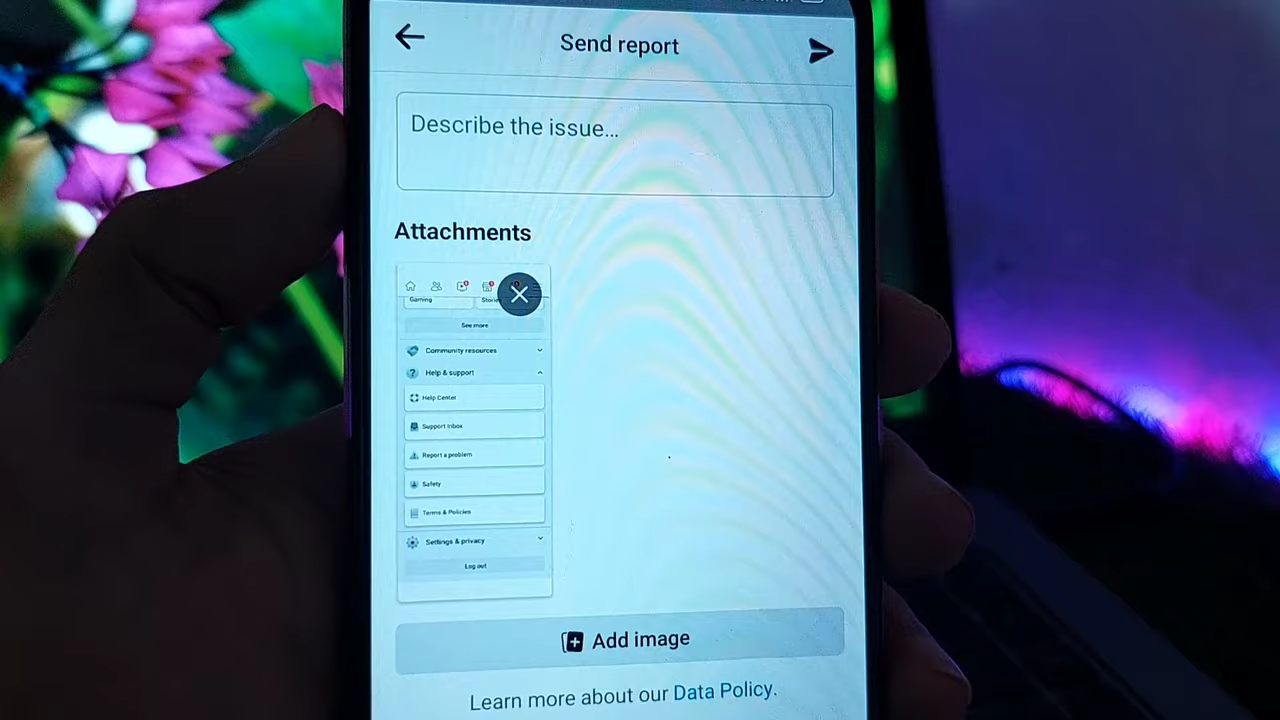 Send report
Describe the issue...
Attachments
Gaming
See more
Community resources
Help & support
Help Center
Support Inbox
Report a problem
Safety
Terms & Policies
Settings & privacy
Log out
Add image
Learn more about our Data Policy.